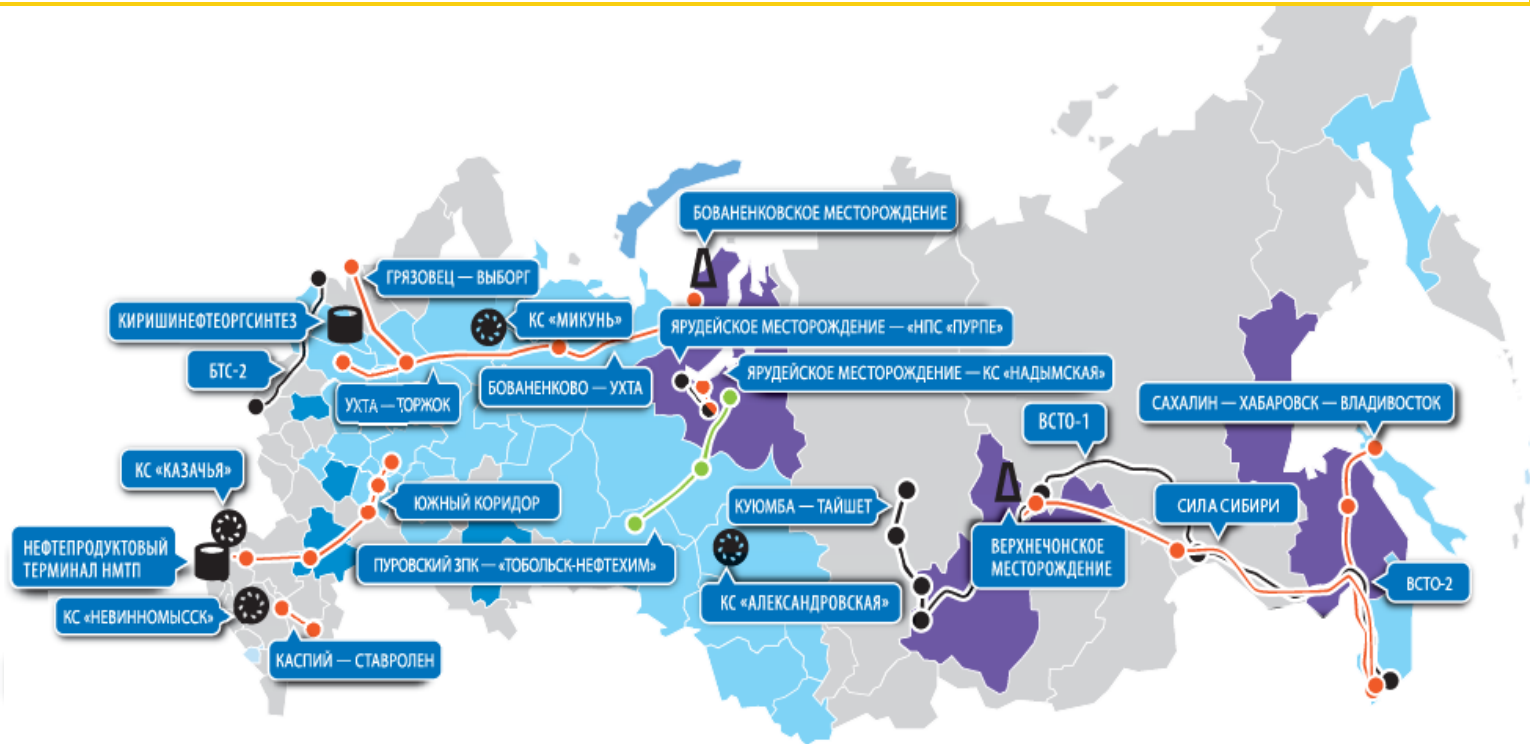 БОВАНЕНКОВСКОЕ МЕСТОРОЖДЕНИЕ
ГРЯЗОВЕЦ — ВЫБОРГ
КИРИШИНЕФТЕОРГСИНТЕЗ
КС «МИКУНЬ»
ЯРУДЕЙСКОЕ МЕСТОРОЖДЕНИЕ — «НПС «ПУРПЕ»
БТС-2
УХТА — ТОРЖОК
БОВАНЕНКОВО — УХТА
ЯРУДЕЙСКОЕ МЕСТОРОЖДЕНИЕ — КС «НАДЫМСКАЯ»
САХАЛИН — ХАБАРОВСК — ВЛАДИВОСТОК
ВСТО-1
КС «КАЗАЧЬЯ»
ЮЖНЫЙ КОРИДОР
КУЮМБА — ТАЙШЕТ
СИЛА СИБИРИ
НЕФТЕПРОДУКТОВЫЙ
ТЕРМИНАЛ НМТП
ПУРОВСКИЙ ЗПК — «ТОБОЛЬСК-НЕФТЕХИМ»
ВЕРХНЕЧОНСКОЕ
МЕСТОРОЖДЕНИЕ
ВСТО-2
КС «НЕВИННОМЫССК»
КС «АЛЕКСАНДРОВСКАЯ»
КАСПИЙ — СТАВРОЛЕН